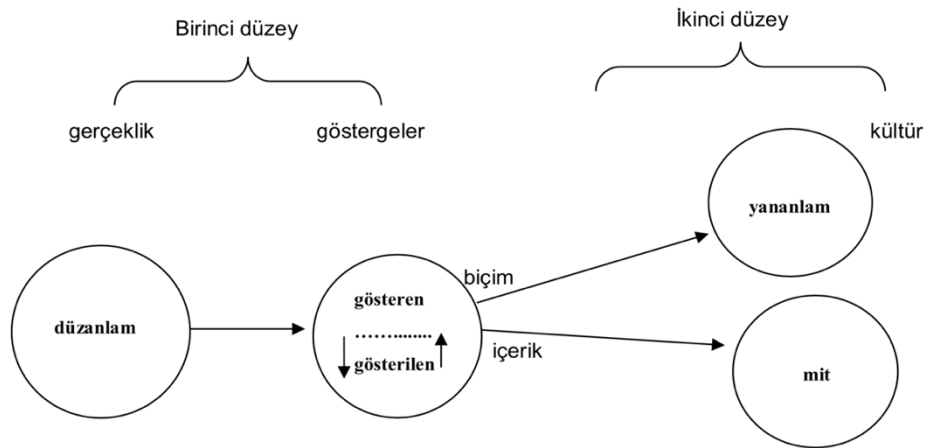 Birinci düzey
İkinci düzey
gerçeklik
göstergeler
kültür
yananlam
biçim
gösteren
düzanlam
...............
gösterilen
içerik
mit